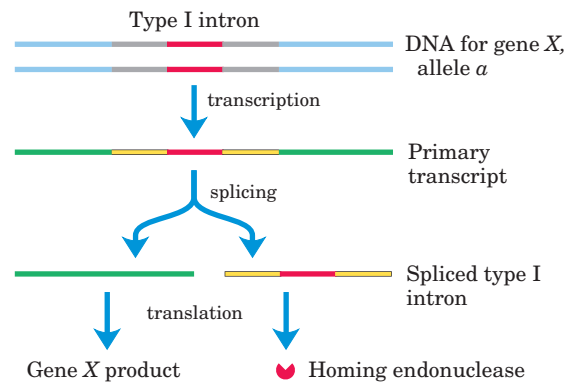 Type I intron
DNA for gene X,
allele a
transcription
Primary
transcript
splicing
Spliced type I
intron
translation
Gene X product
Homing endonuclease